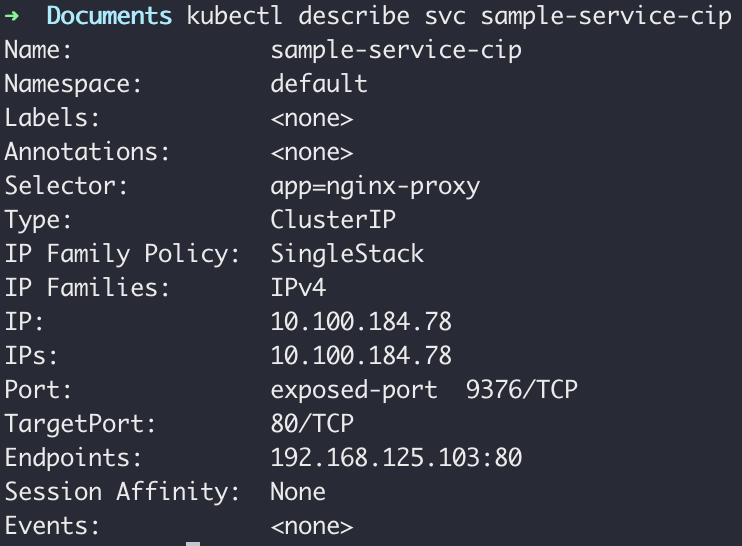 ➜ Documents kubectl describe svc sample-service-cip
Name: sample-service-cip
Namespace: default
Labels: <none>
Annotations: <none>
Selector: app=nginx-proxy
Type: ClusterIP
IP Family Policy: SingleStack
IP Families: IPv4
IP: 10.100.184.78
IPs: 10.100.184.78
Port: exposed-port 9376/TCP
TargetPort: 80/TCP
Endpoints: 192.168.125.103:80
Session Affinity: None
Events: <none>